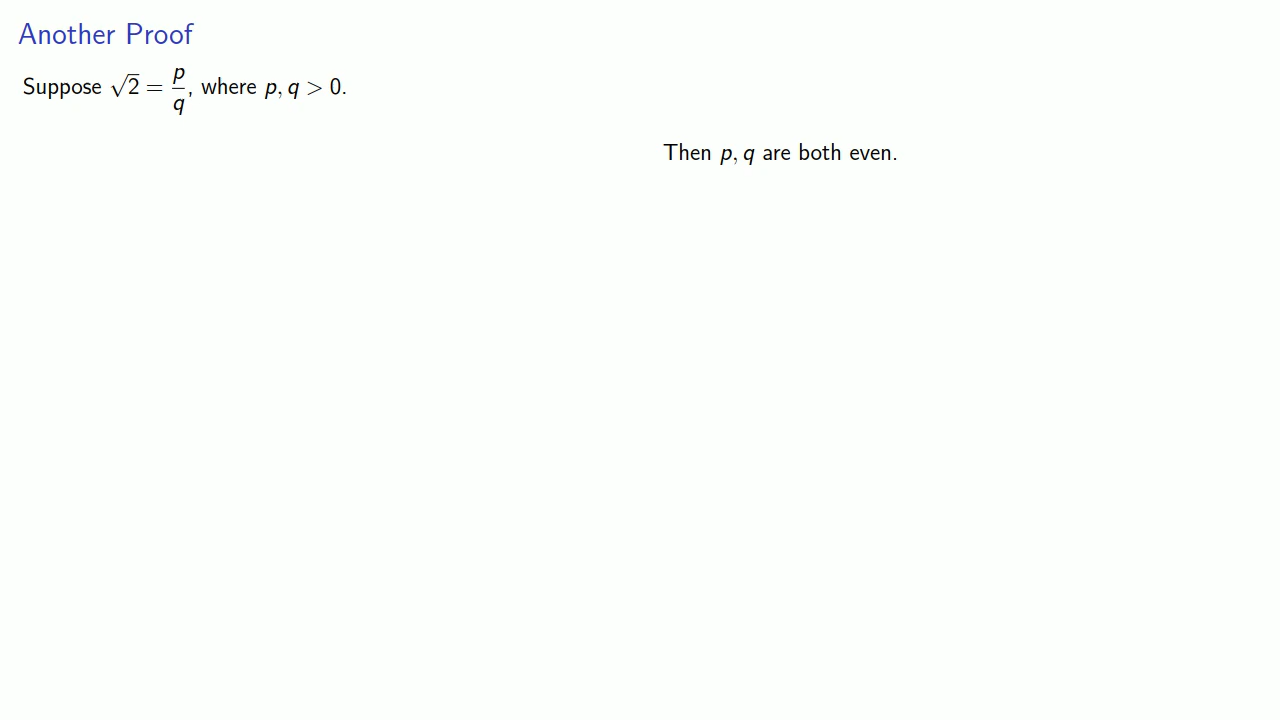 Another Proof
Suppose √2 = p/q, where p, q > 0.
Then p, q are both even.